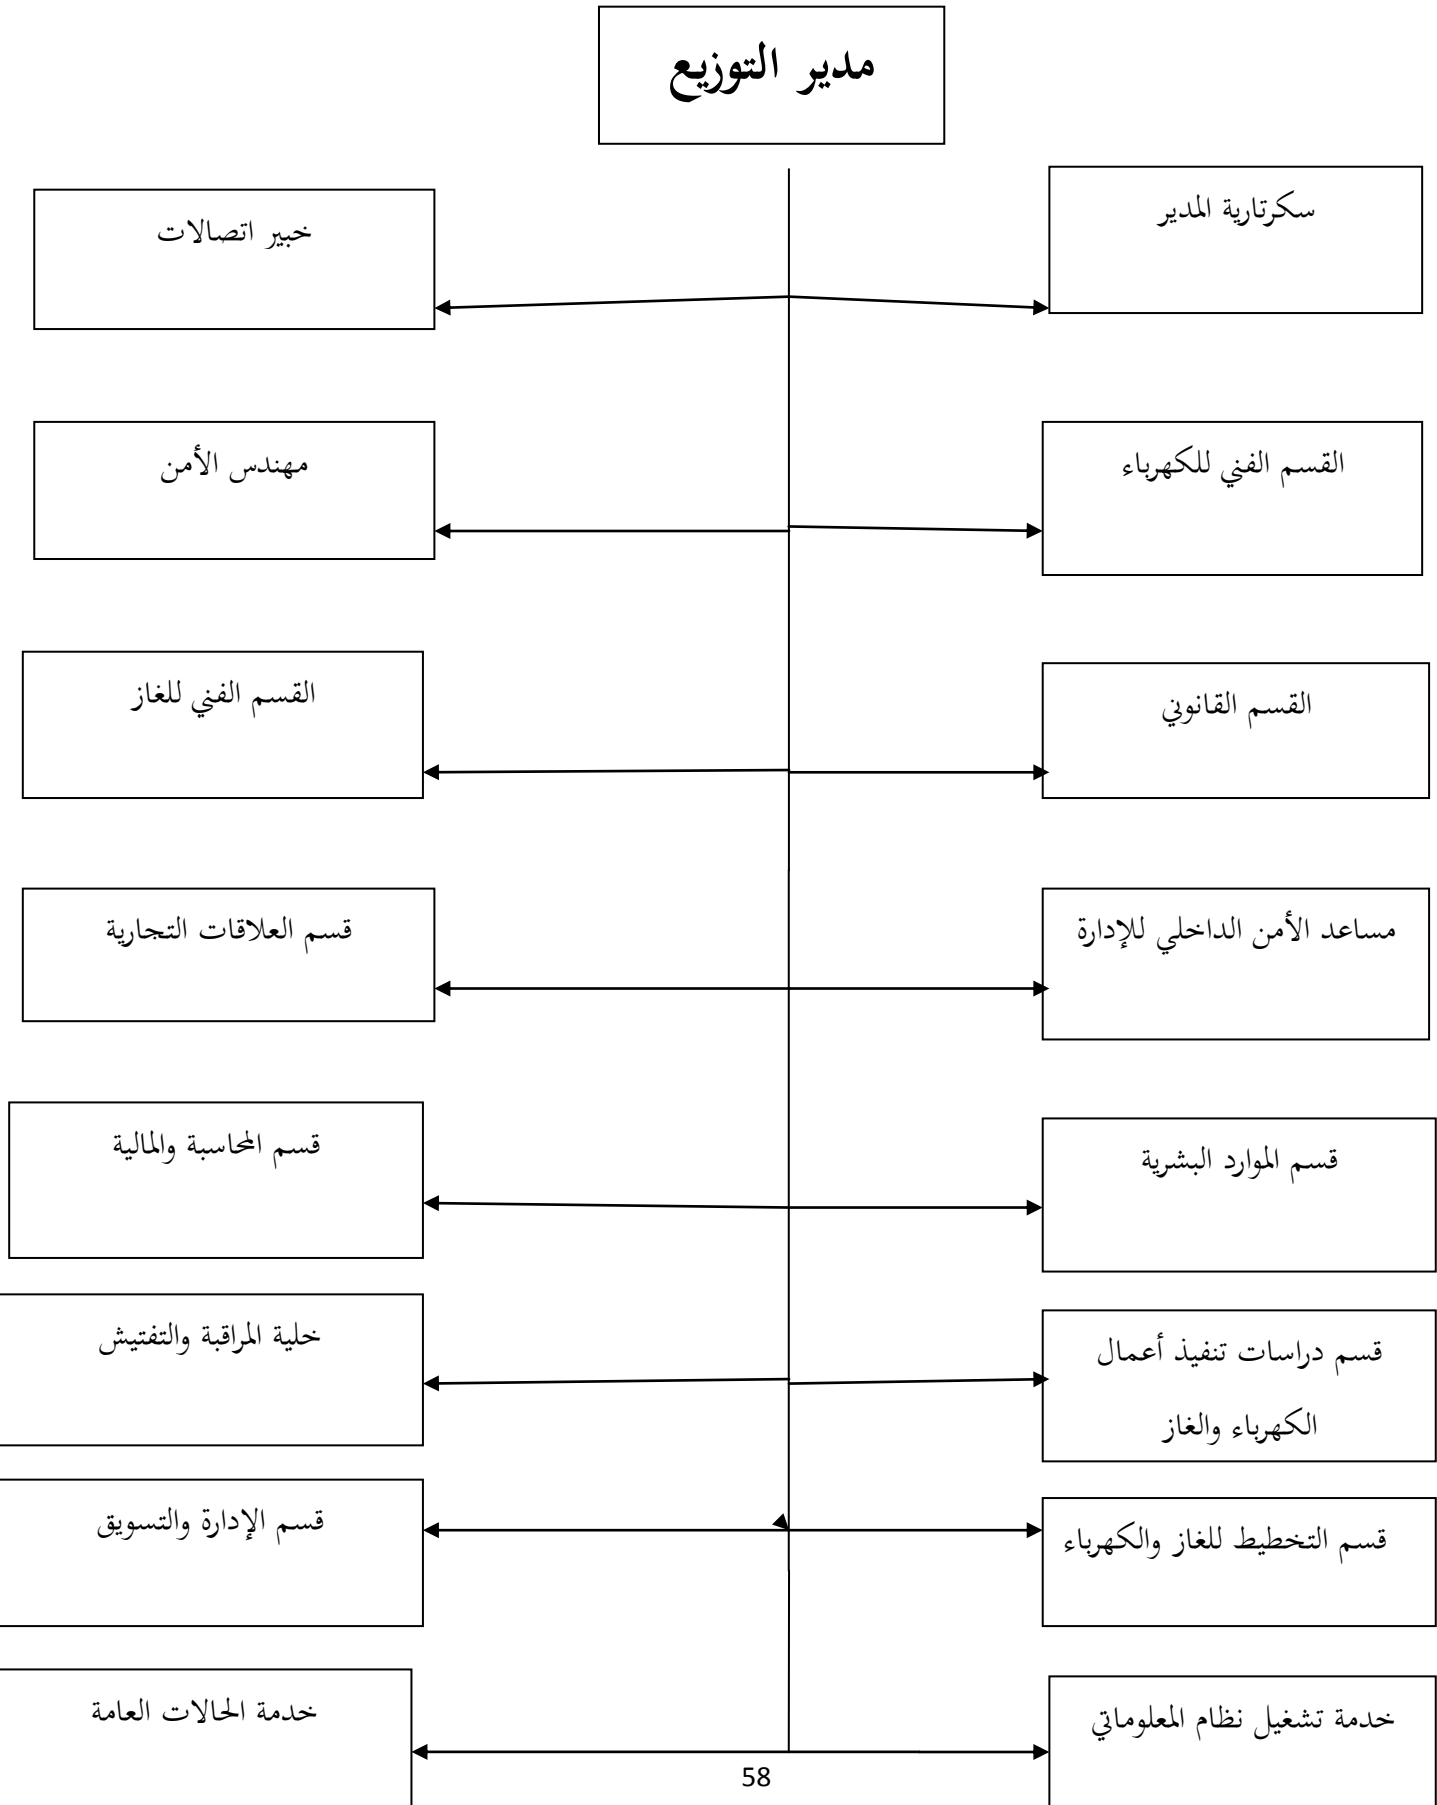 مدير التوزيع
سكرتارية المدير
خبير اتصالات
القسم الفني للكهرباء
مهندس الأمن
القسم القانوني
القسم الفني للغاز
مساعد الأمن الداخلي للإدارة
قسم العلاقات التجارية
قسم الموارد البشرية
قسم المحاسبة والمالية
قسم دراسات تنفيذ أعمال
الكهرباء والغاز
خلية المراقبة والتفتيش
قسم التخطيط للغاز والكهرباء
قسم الإدارة والتسويق
خدمة تشغيل نظام المعلوماتي
خدمة الحالات العامة
58